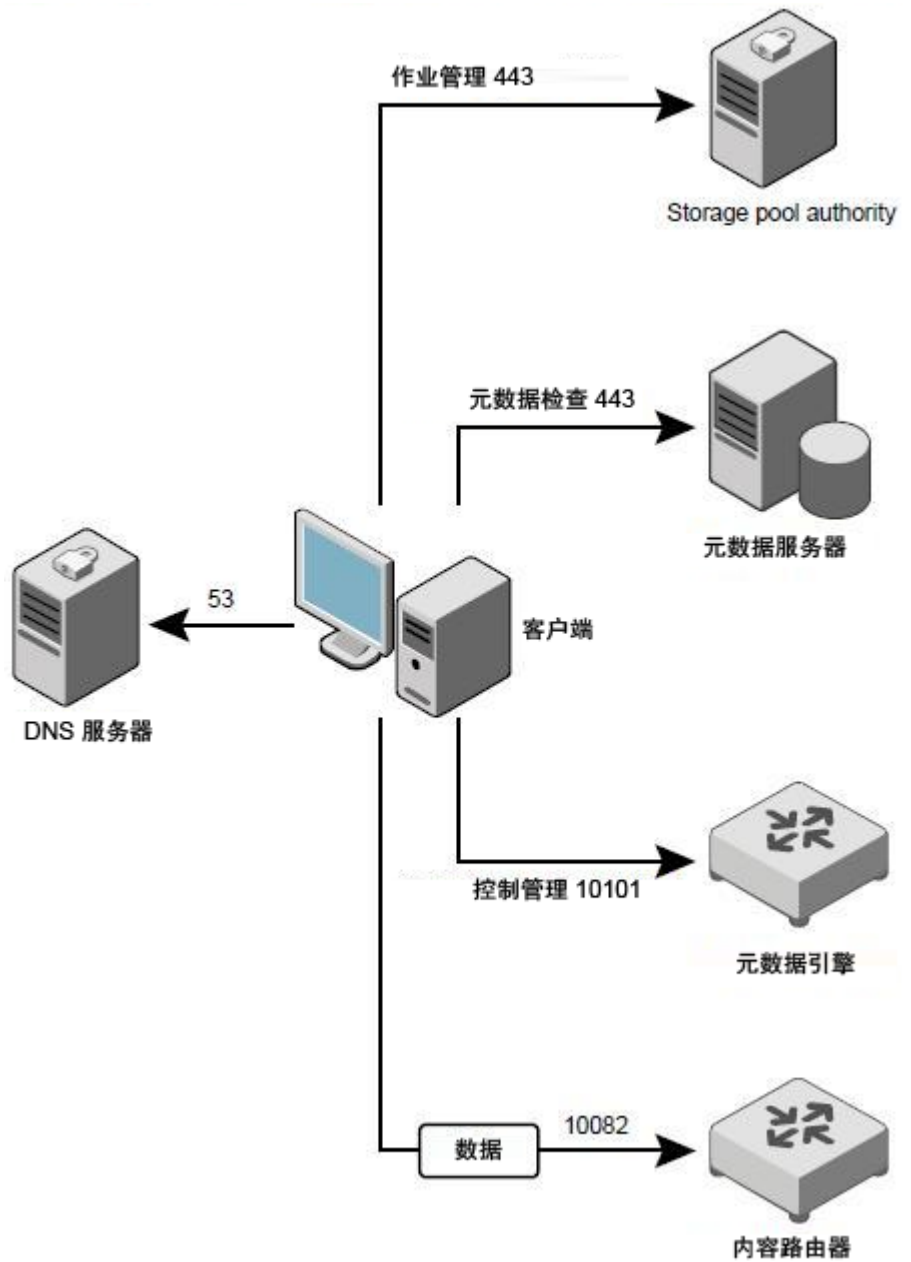 作业管理 443
Storage pool authority
元数据检查 443
元数据服务器
53
客户端
DNS 服务器
控制管理 10101
元数据引擎
10082
数据
内容路由器